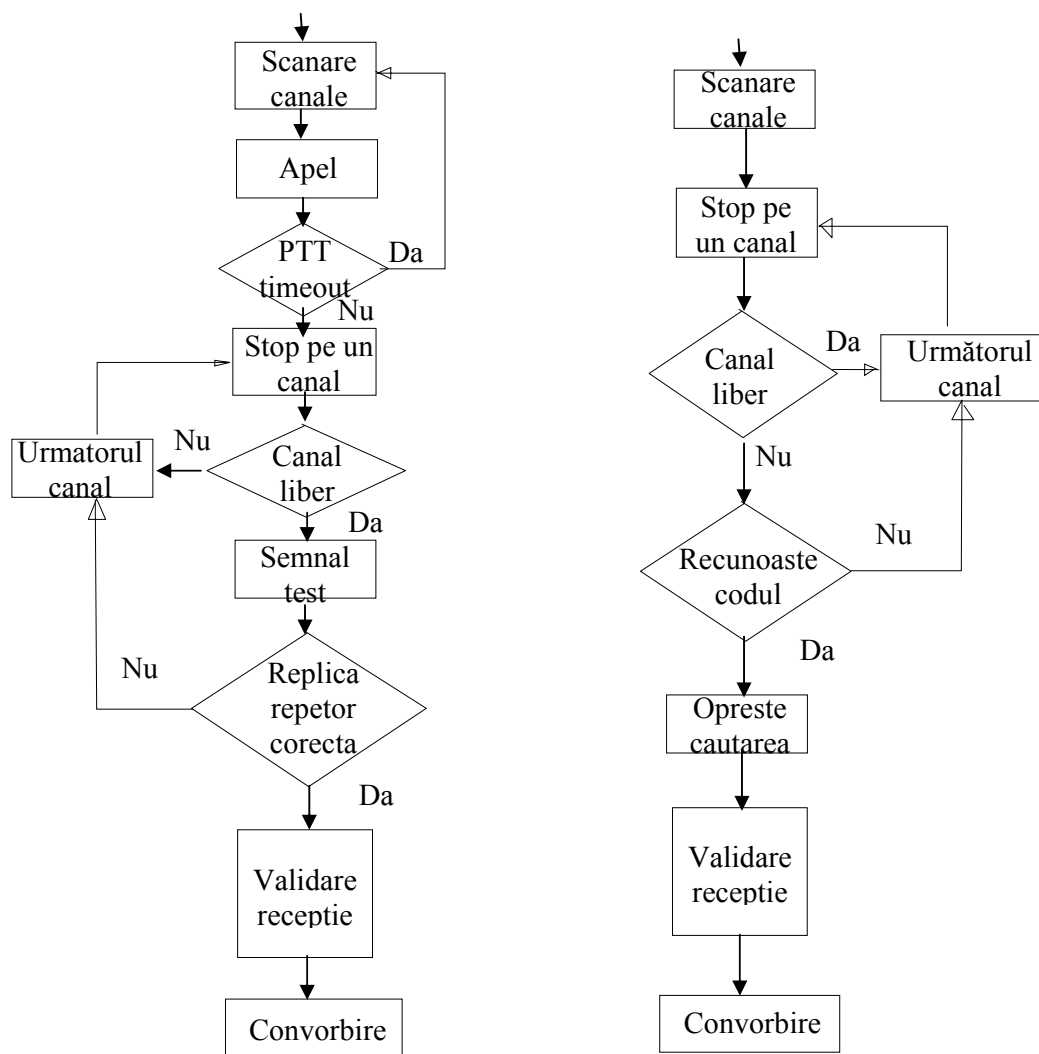 Scanare
canale
Apel
PTT
timeout
Da
Nu
Stop pe un
canal
Nu
Urmatorul
canal
Canal
liber
Da
Semnal
test
Nu
Replica
repetor
corecta
Da
Validare
receptie
Convorbire
Scanare
canale
Stop pe
un canal
Da
Canal
liber
Următorul
canal
Nu
Nu
Recunoaste
codul
Da
Opreste
cautarea
Validare
receptie
Convorbire